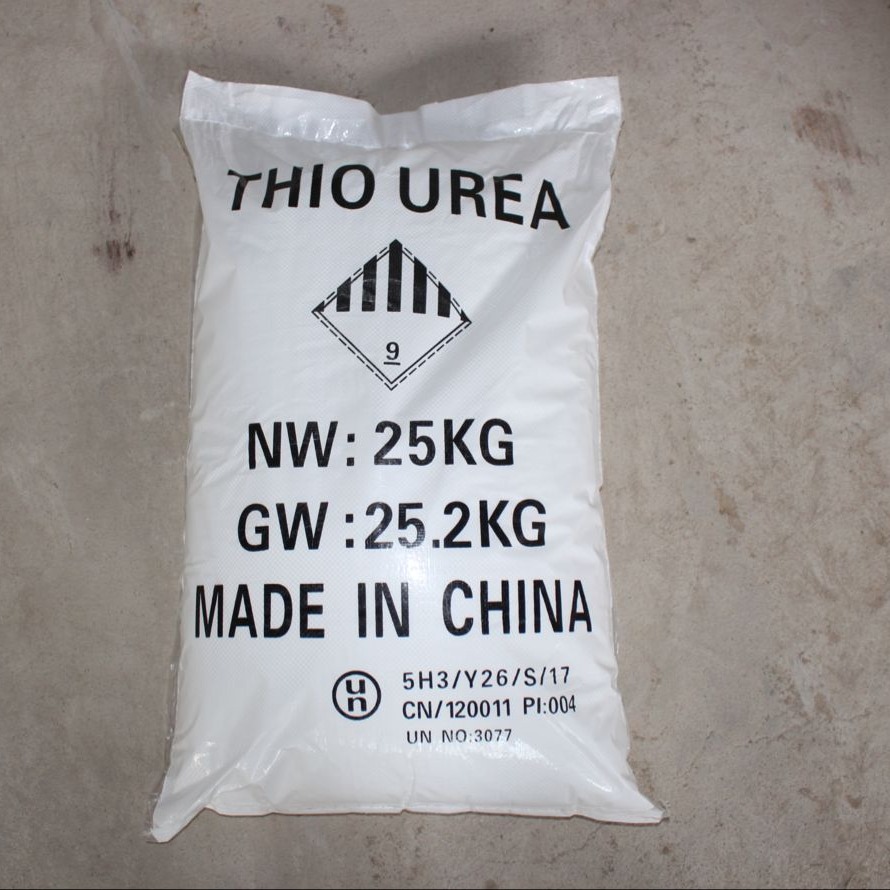 THIO UREA
9
NW: 25KG
GW:25.2KG
MADE IN CHINA
un 5H3/Y26/S/17
CN/120011 PI:004
UN NO:3077